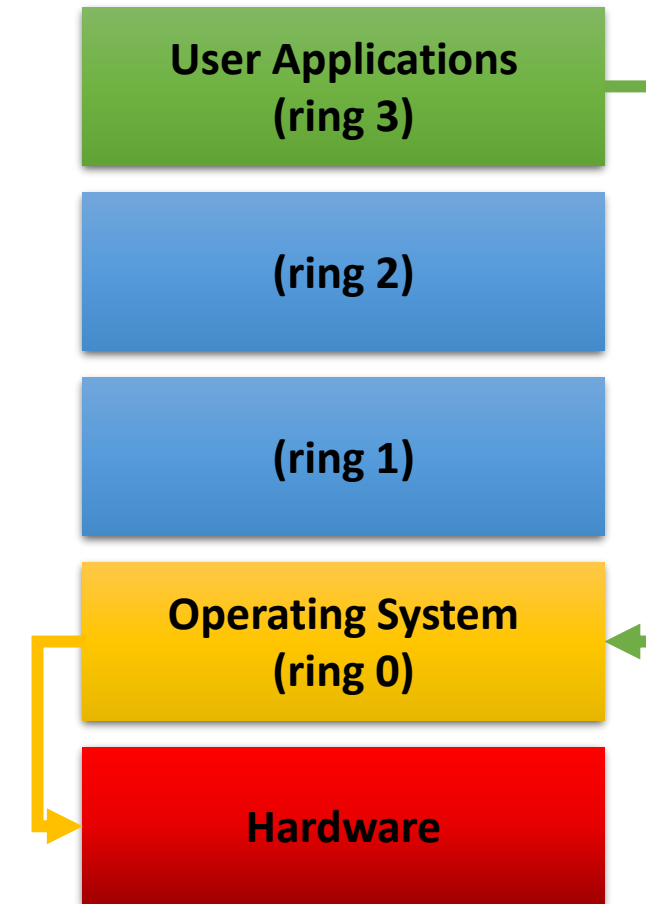 User Applications
(ring 3)
(ring 2)
(ring 1)
Operating System
(ring 0)
Hardware